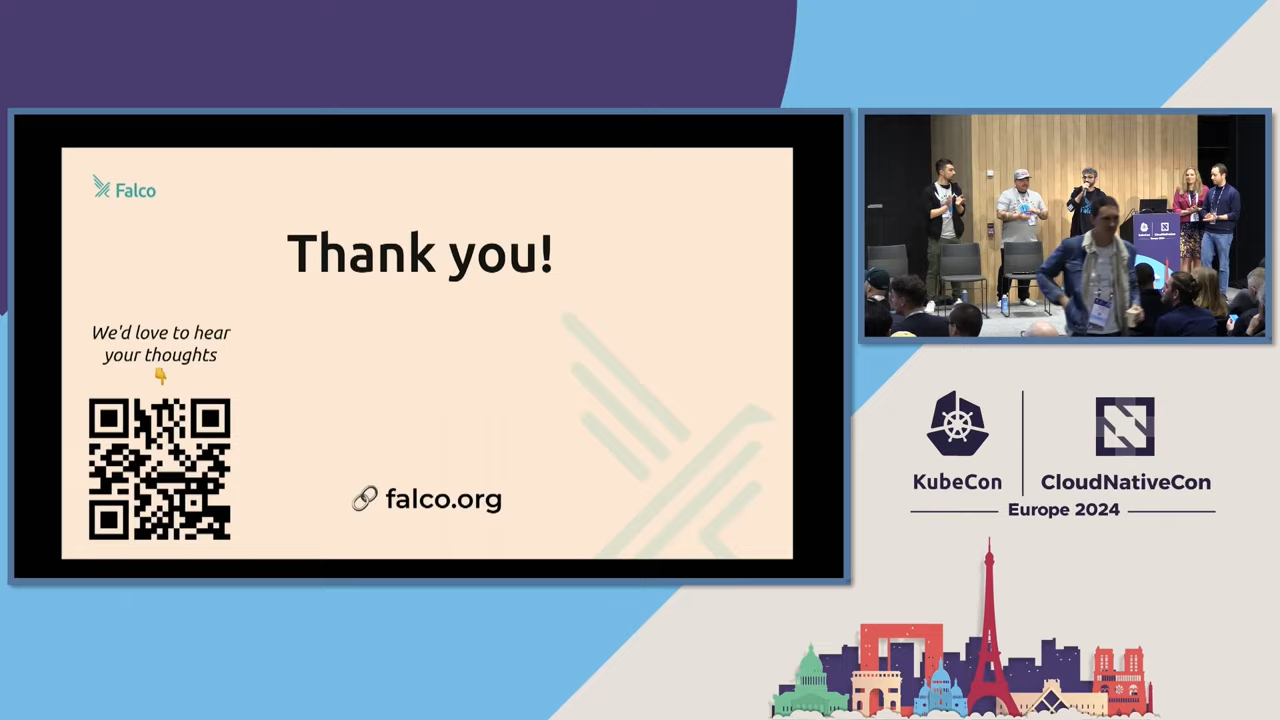 Falco
Thank you!
We'd love to hear
your thoughts
falco.org
KubeCon
CloudNativeCon
Europe 2024